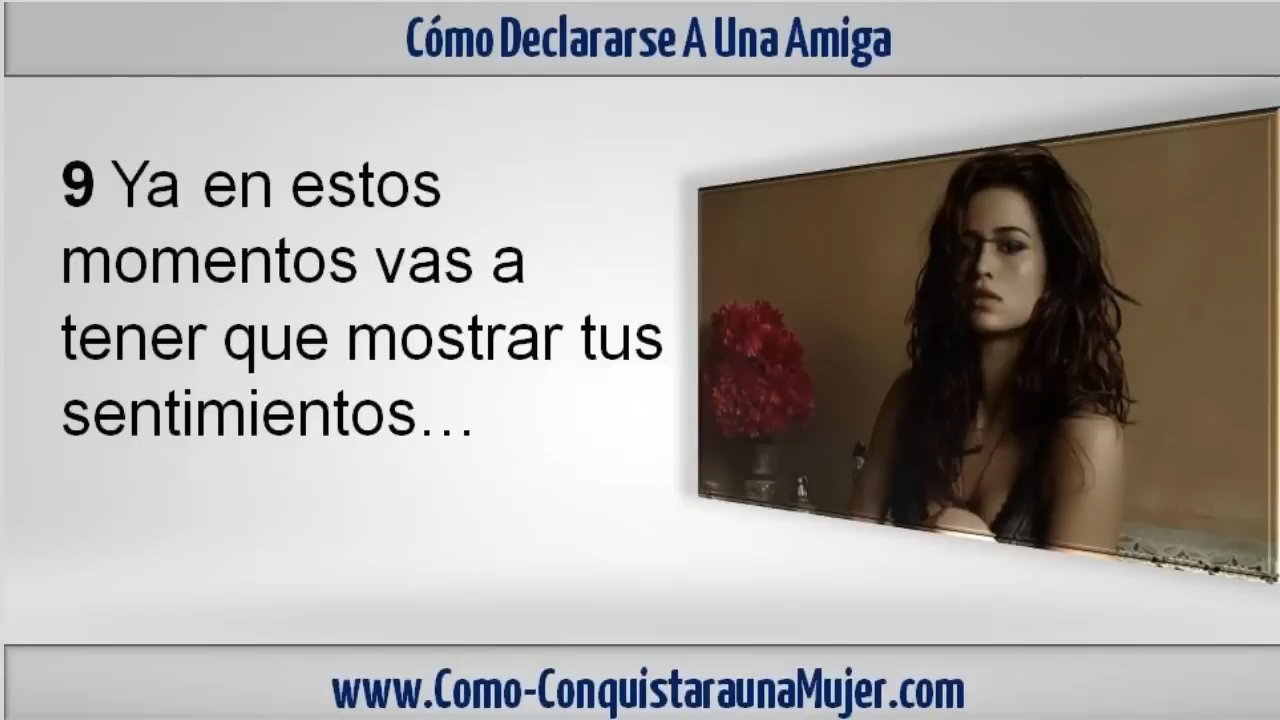 Cómo Declararse A Una Amiga
9 Ya en estos
momentos vas a
tener que mostrar tus
sentimientos...
www.Como-ConquistaraunaMujer.com